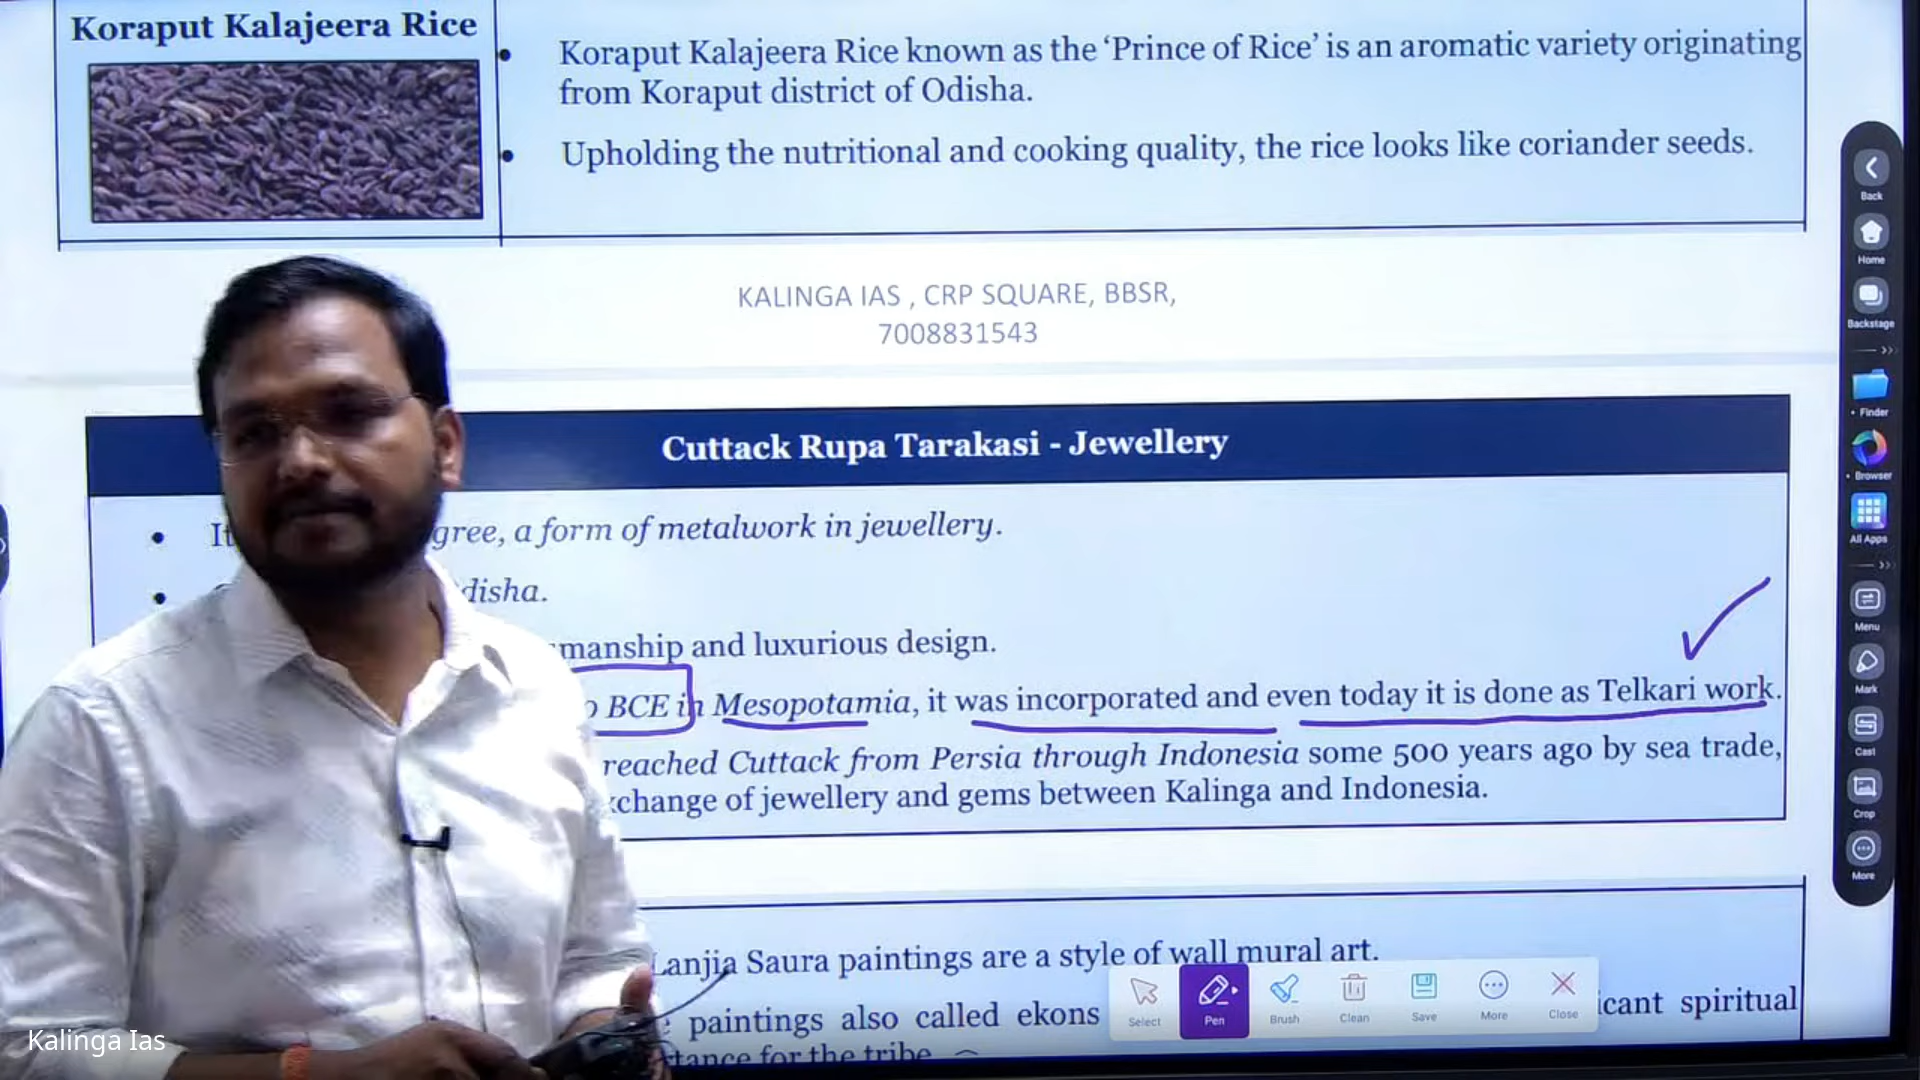 Koraput Kalajeera Rice
Koraput Kalajeera Rice known as the ‘Prince of Rice’ is an aromatic variety originating
from Koraput district of Odisha.
Upholding the nutritional and cooking quality, the rice looks like coriander seeds.
KALINGA IAS , CRP SQUARE, BBSR,
7008831543
Cuttack Rupa Tarakasi - Jewellery
It gree, a form of metalwork in jewellery.
disha.
manship and luxurious design.
BCE in Mesopotamia, it was incorporated and even today it is done as Telkari work.
reached Cuttack from Persia through Indonesia some 500 years ago by sea trade,
change of jewellery and gems between Kalinga and Indonesia.
Lanjia Saura paintings are a style of wall mural art.
paintings also called ekons icant spiritual
tance for the tribe.
Back
Home
Backstage
Finder
Browser
All Apps
Menu
Mark
Cast
Crop
More
Select
Pen
Brush
Clean
Save
More
Close
Kalinga Ias